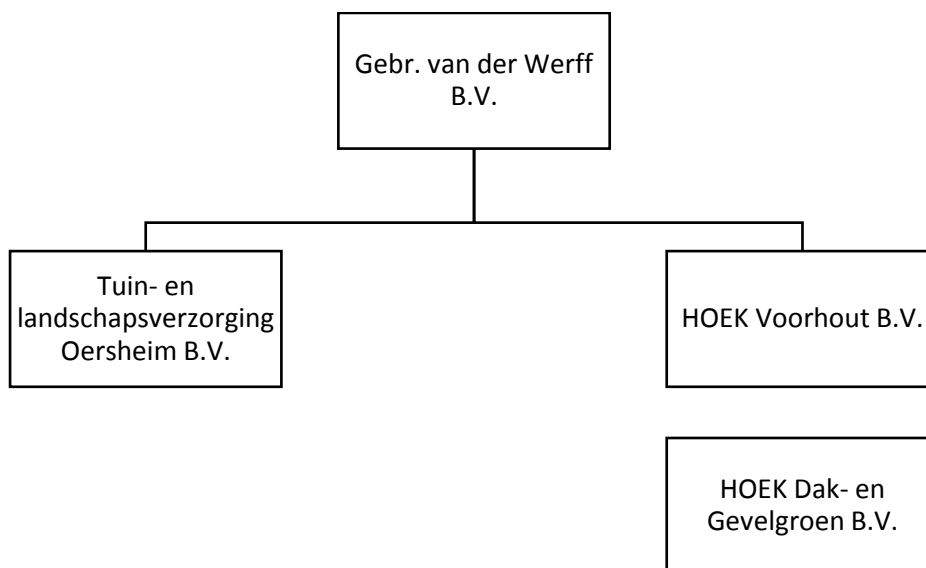 Gebr. van der Werff
B.V.
Tuin- en
landschapsverzorging
Oersheim B.V.
HOEK Voorhout B.V.
HOEK Dak- en
Gevelgroen B.V.